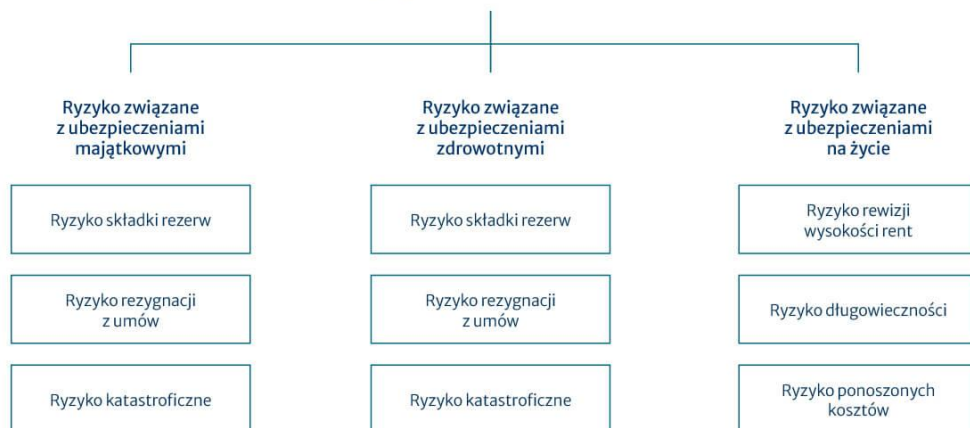 Ryzyko związane
z ubezpieczeniami
majątkowymi
Ryzyko składki rezerw
Ryzyko rezygnacji
z umów
Ryzyko katastroficzne
Ryzyko związane
z ubezpieczeniami
zdrowotnymi
Ryzyko składki rezerw
Ryzyko rezygnacji
z umów
Ryzyko katastroficzne
Ryzyko związane
z ubezpieczeniami
na życie
Ryzyko rewizji
wysokości rent
Ryzyko długowieczności
Ryzyko ponoszonych
kosztów